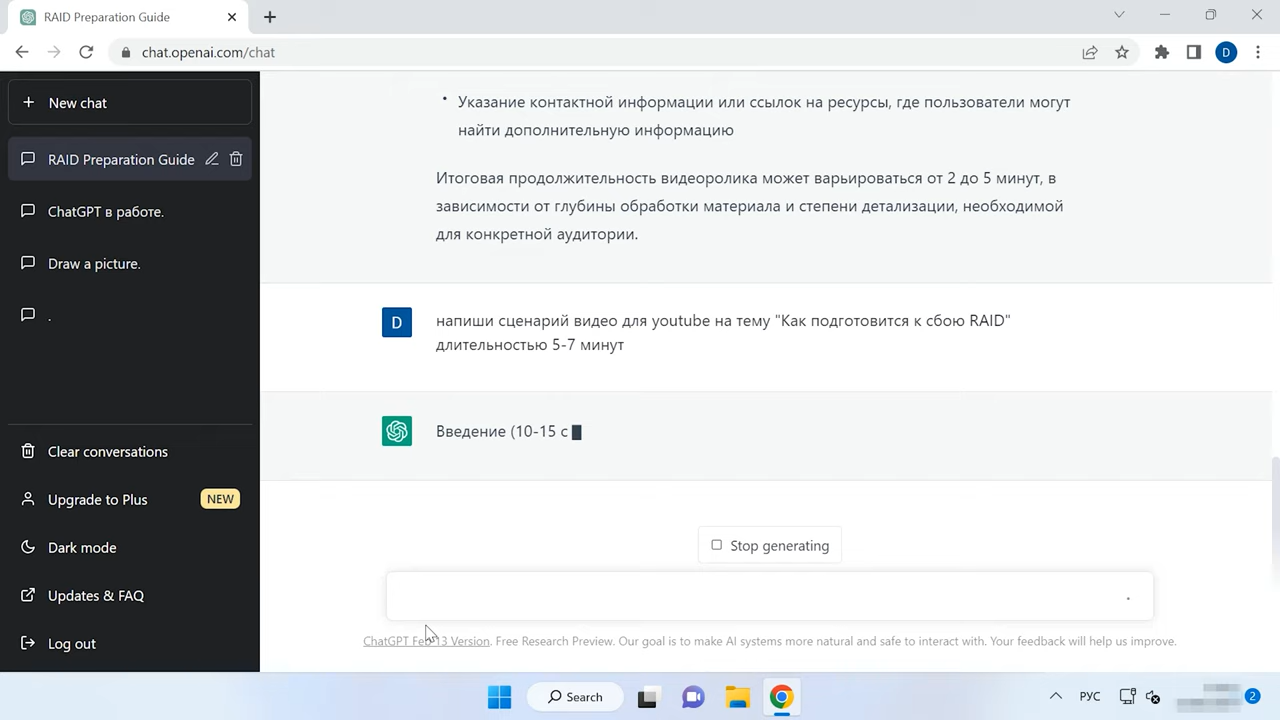 RAID Preparation Guide
chat.openai.com/chat
D
New chat
RAID Preparation Guide
ChatGPT в работе.
Draw a picture.
.
Clear conversations
Upgrade to Plus NEW
Dark mode
Updates & FAQ
Log out
• Указание контактной информации или ссылок на ресурсы, где пользователи могут
найти дополнительную информацию
Итоговая продолжительность видеоролика может варьироваться от 2 до 5 минут, в
зависимости от глубины обработки материала и степени детализации, необходимой
для конкретной аудитории.
D
напиши сценарий видео для youtube на тему "Как подготовится к сбою RAID"
длительностью 5-7 минут
Введение (10-15 с
Stop generating
ChatGPT Feb 13 Version. Free Research Preview. Our goal is to make AI systems more natural and safe to interact with. Your feedback will help us improve.
Search
РУС
2